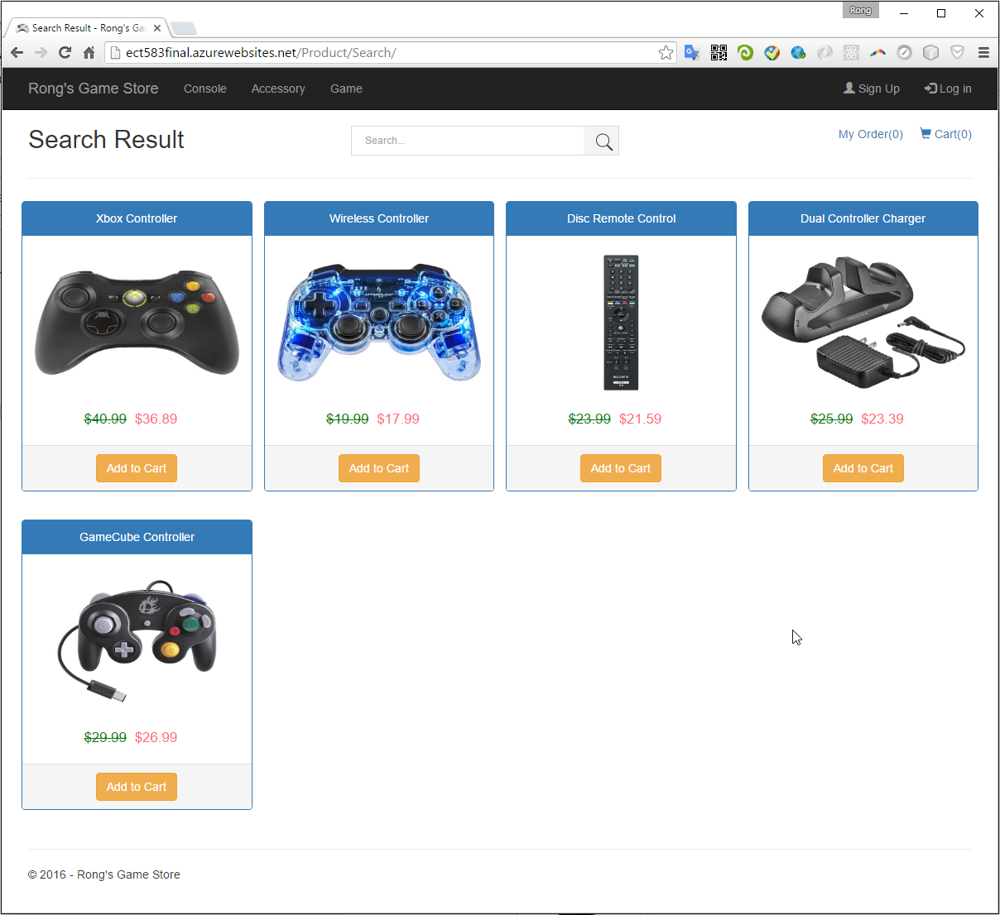 Rong
Search Result - Rong's Ga
ect583final.azurewebsites.net/Product/Search/
Rong's Game Store Console Accessory Game Sign Up Log in
Search Result Search... My Order(0) Cart(0)
Xbox Controller Wireless Controller Disc Remote Control Dual Controller Charger
AFTERGLOW
SONY
INSIGNIA
$40.99 $36.89 $19.99 $17.99 $23.99 $21.59 $25.99 $23.39
Add to Cart Add to Cart Add to Cart Add to Cart
GameCube Controller
$29.99 $26.99
Add to Cart
© 2016 - Rong's Game Store